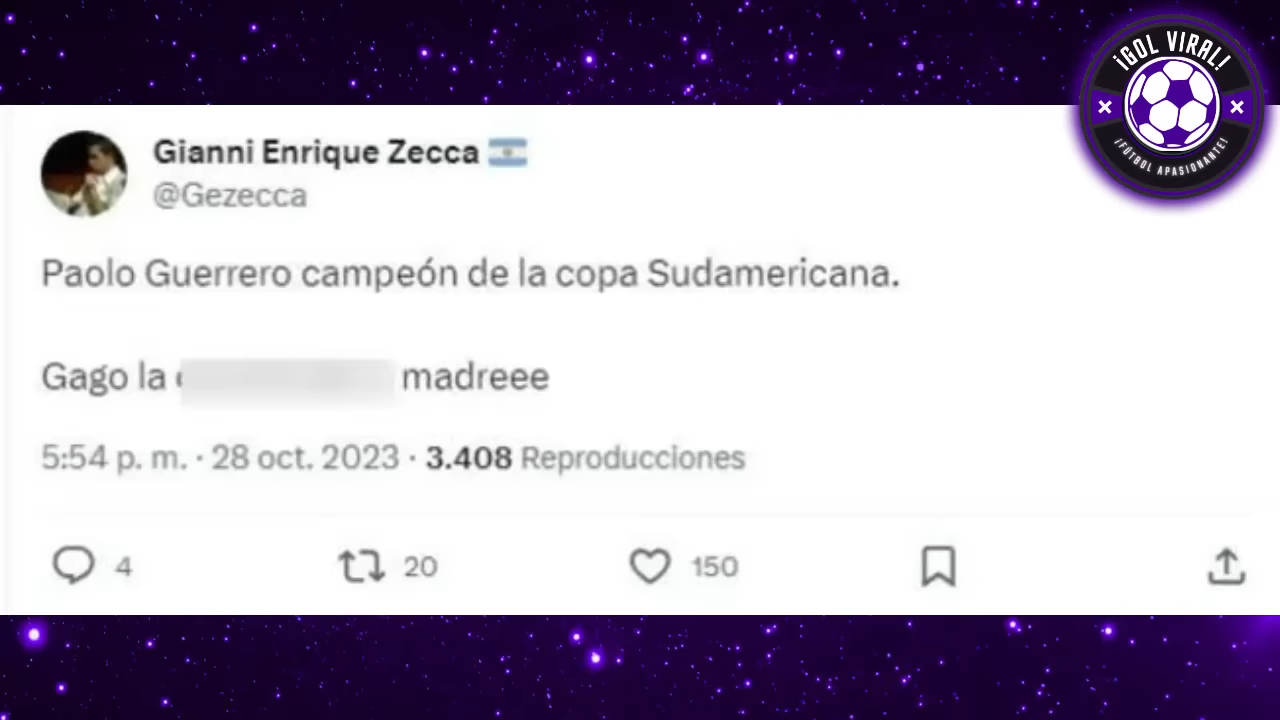 ¡GOL VIRAL!
¡FÚTBOL APASIONANTE!
Gianni Enrique Zecca
@Gezecca
Paolo Guerrero campeón de la copa Sudamericana.
Gago la madreee
5:54 p. m. · 28 oct. 2023 · 3.408 Reproducciones
4 20 150